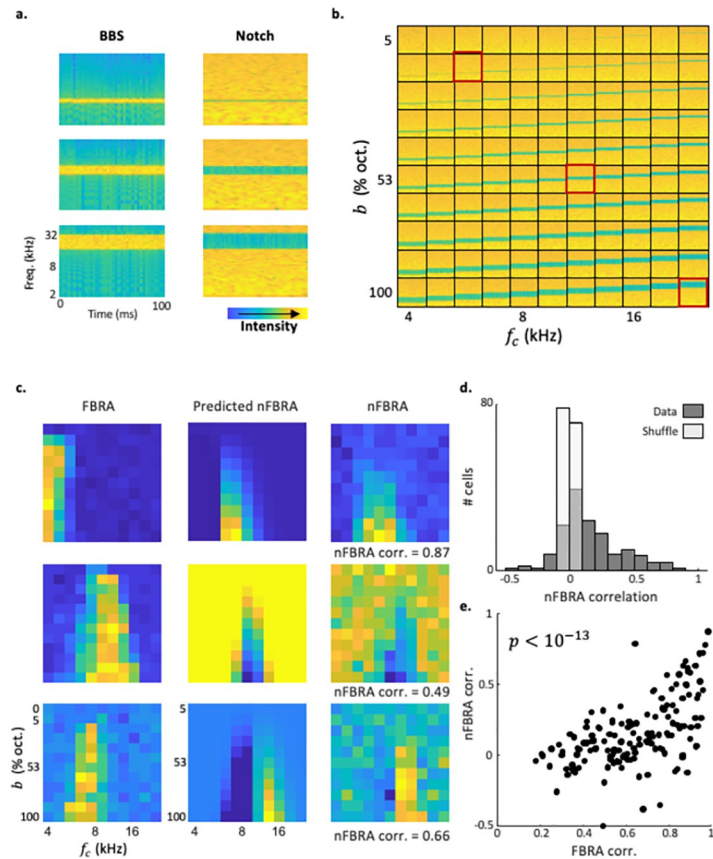 a.
BBS
Notch
Freq. (kHz)
32
8
2
0
100
Time (ms)
Intensity
b.
b (% oct.)
5
53
100
4
8
16
f_c (kHz)
c.
FBRA
Predicted nFBRA
nFBRA
nFBRA corr. = 0.87
nFBRA corr. = 0.49
b (% oct.)
0
5
53
100
5
53
100
nFBRA corr. = 0.66
4
8
16
4
8
16
f_c (kHz)
d.
# cells
80
0
Data
Shuffle
-0.5
0
0.5
1
nFBRA correlation
e.
p < 10^-13
nFBRA corr.
1
0.5
0
-0.5
0
0.2
0.4
0.6
0.8
1
FBRA corr.